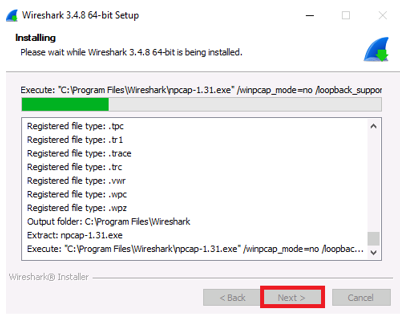 Wireshark 3.4.8 64-bit Setup
Installing
Please wait while Wireshark 3.4.8 64-bit is being installed.
Execute: "C:\Program Files\Wireshark\npcap-1.31.exe" /winpcap_mode=no /loopback_suppor
Registered file type: .tpc
Registered file type: .tr1
Registered file type: .trace
Registered file type: .trc
Registered file type: .vwr
Registered file type: .wpc
Registered file type: .wpz
Output folder: C:\Program Files\Wireshark
Extract: npcap-1.31.exe
Execute: "C:\Program Files\Wireshark\npcap-1.31.exe" /winpcap_mode=no /loopbac...
Wireshark® Installer
< Back Next > Cancel